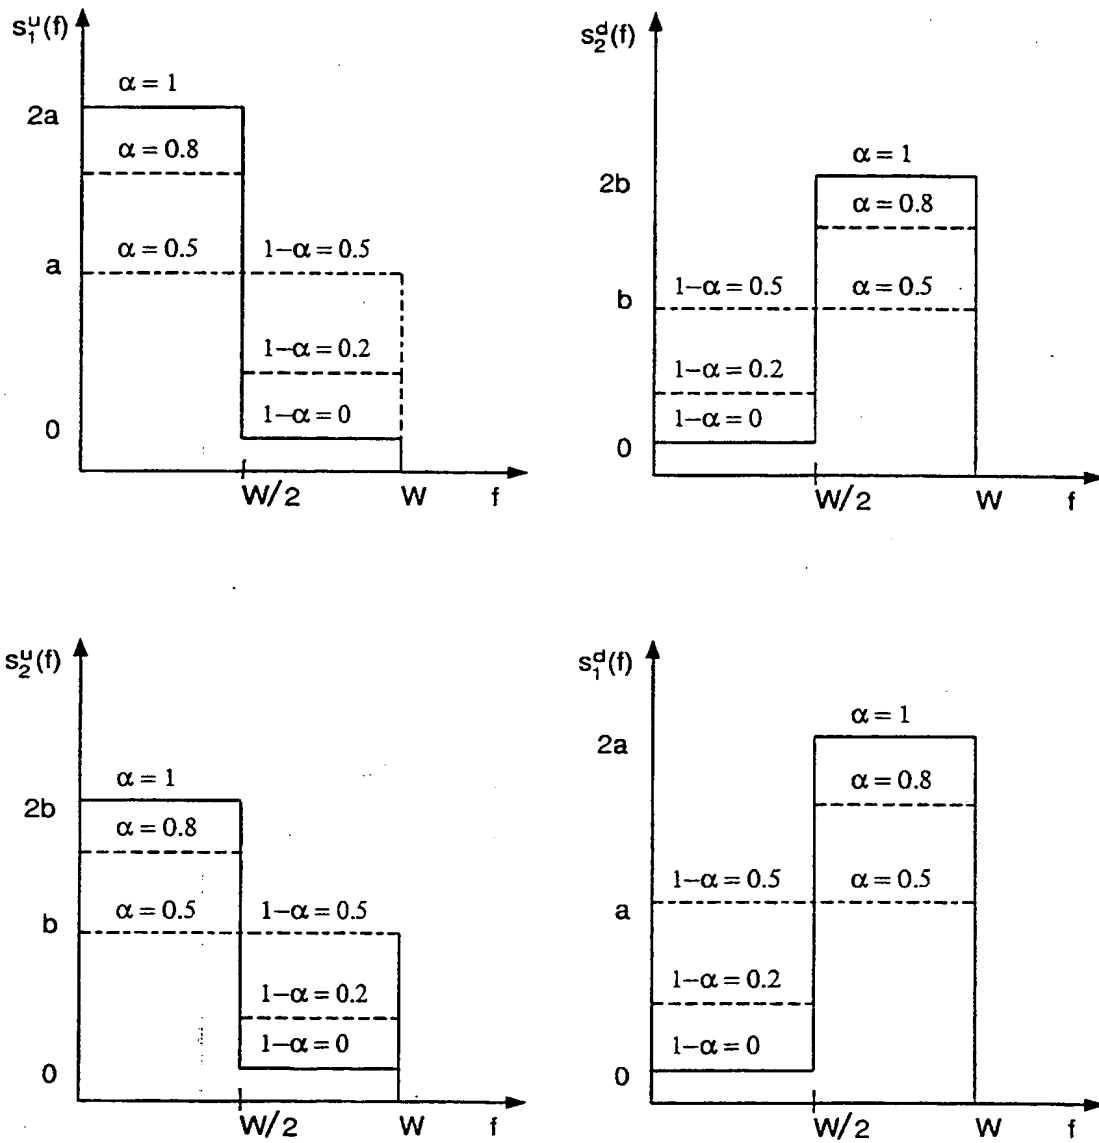 s₁ᵘ(f)
α = 1
2a
α = 0.8
α = 0.5
1–α = 0.5
a
1–α = 0.2
1–α = 0
0
W/2
W
f
s₂ᵈ(f)
α = 1
2b
α = 0.8
1–α = 0.5
α = 0.5
b
1–α = 0.2
1–α = 0
0
W/2
W
f
s₂ᵘ(f)
α = 1
2b
α = 0.8
α = 0.5
1–α = 0.5
b
1–α = 0.2
1–α = 0
0
W/2
W
f
s₁ᵈ(f)
α = 1
2a
α = 0.8
1–α = 0.5
α = 0.5
a
1–α = 0.2
1–α = 0
0
W/2
W
f